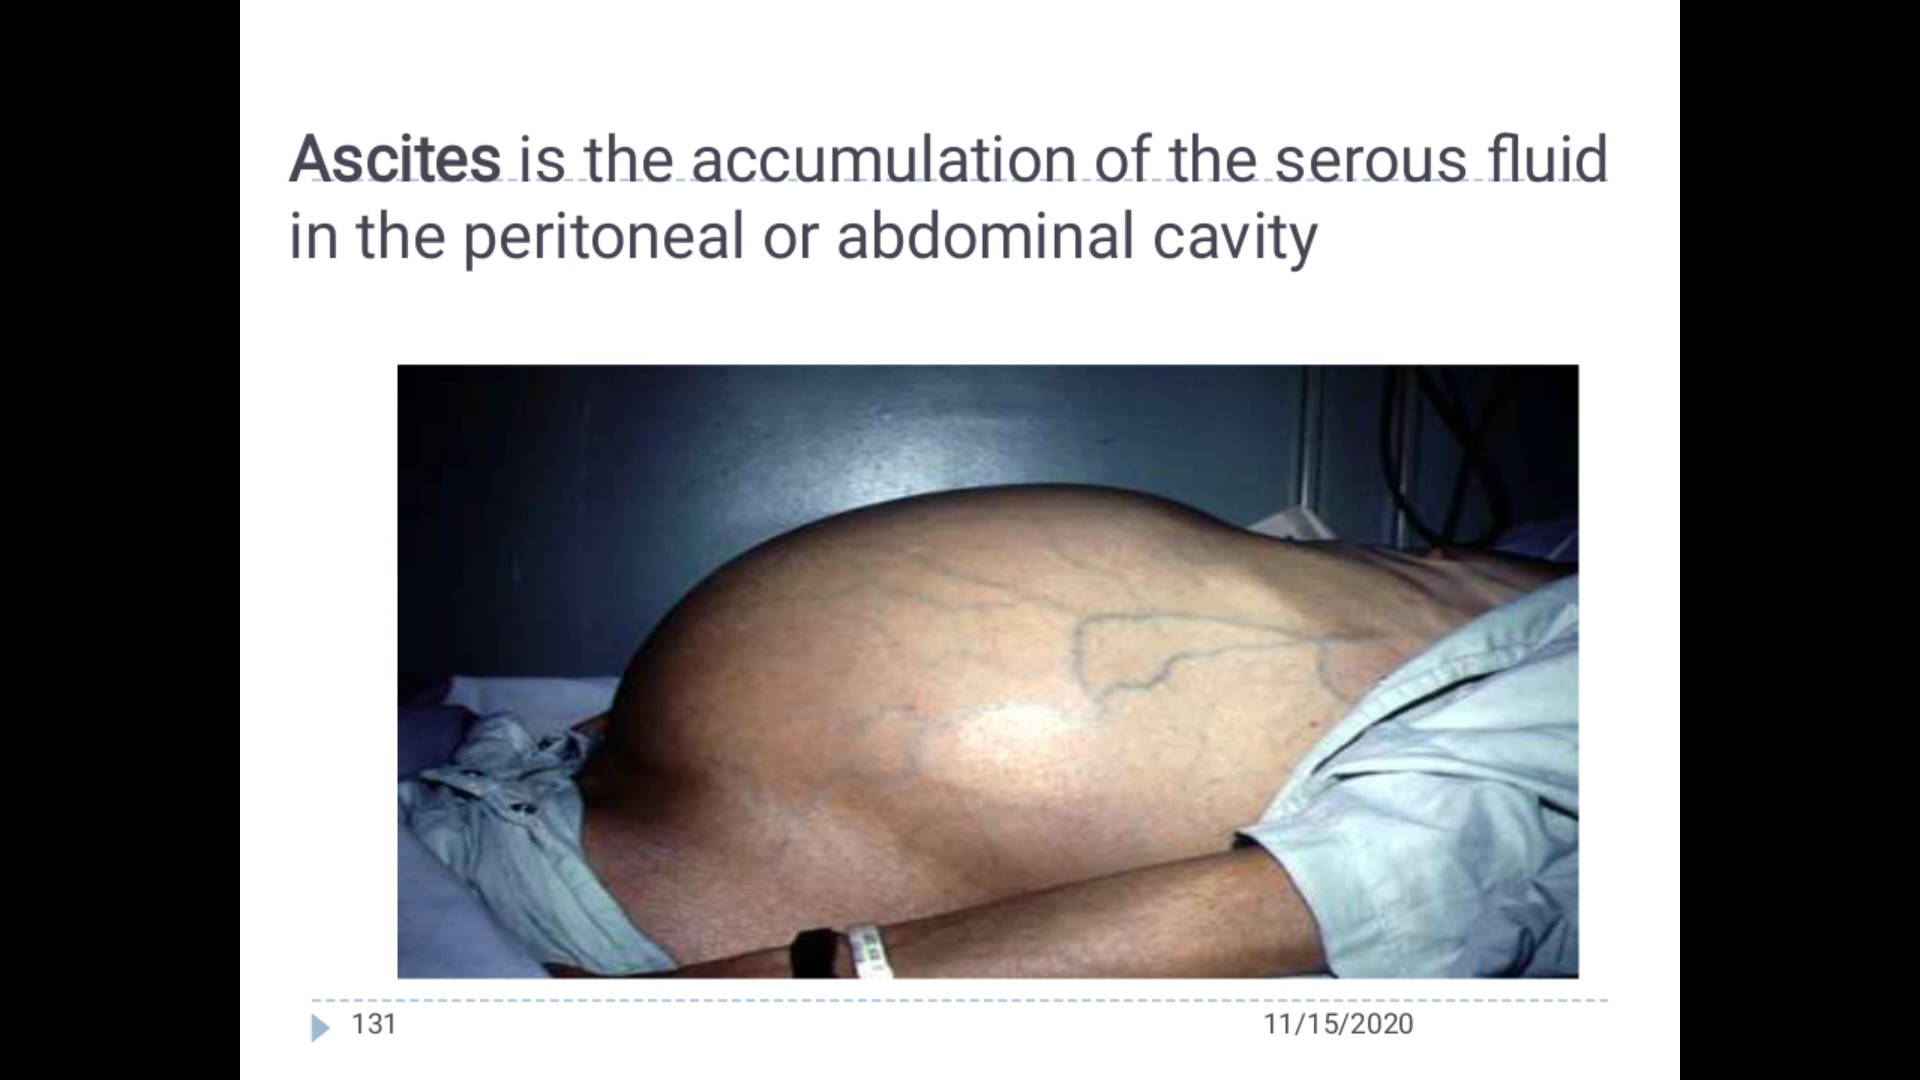 Ascites is the accumulation of the serous fluid
in the peritoneal or abdominal cavity
131
11/15/2020